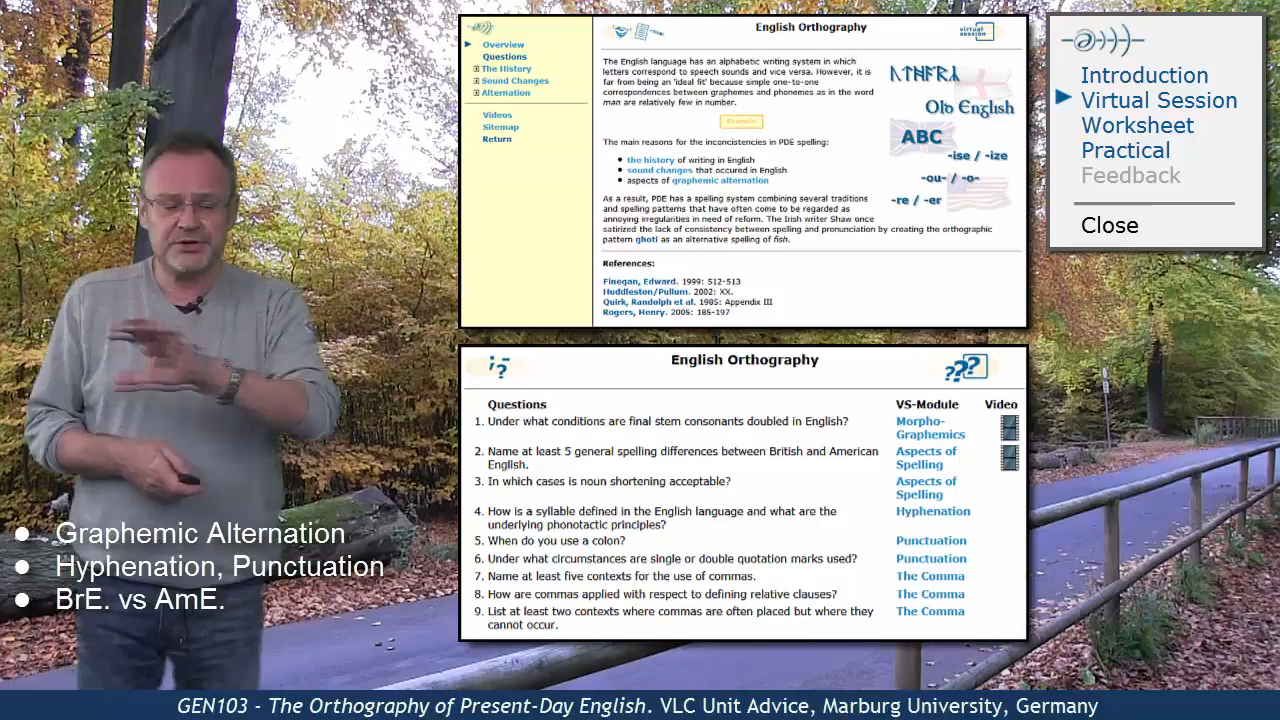 English Orthography
virtual session
Overview
Questions
The History
Sound Changes
Alternation
Videos
Sitemap
Return
The English language has an alphabetic writing system in which
letters correspond to speech sounds and vice versa. However, it is
far from being an 'ideal fit' because simple one-to-one
correspondences between graphemes and phonemes as in the word
man are relatively few in number.
Example
The main reasons for the inconsistencies in PDE spelling:
● the history of writing in English
● sound changes that occured in English
● aspects of graphemic alternation
As a result, PDE has a spelling system combining several traditions
and spelling patterns that have often come to be regarded as
annoying irregularities in need of reform. The Irish writer Shaw once
satirized the lack of consistency between spelling and pronunciation by creating the orthographic
pattern ghoti as an alternative spelling of fish.
Old English
ABC
-ise / -ize
-ou- / -o-
-re / -er
References:
Finegan, Edward. 1999: 512-513
Huddleston/Pullum. 2002: XX.
Quirk, Randolph et al. 1985: Appendix III
Rogers, Henry. 2005: 185-197
Introduction
Virtual Session
Worksheet
Practical
Feedback
Close
; - ?
English Orthography
???
Questions VS-Module Video
1. Under what conditions are final stem consonants doubled in English? Morpho-
Graphemics
2. Name at least 5 general spelling differences between British and American Aspects of
English. Spelling
3. In which cases is noun shortening acceptable? Aspects of
Spelling
4. How is a syllable defined in the English language and what are the Hyphenation
underlying phonotactic principles?
5. When do you use a colon? Punctuation
6. Under what circumstances are single or double quotation marks used? Punctuation
7. Name at least five contexts for the use of commas. The Comma
8. How are commas applied with respect to defining relative clauses? The Comma
9. List at least two contexts where commas are often placed but where they The Comma
cannot occur.
● Graphemic Alternation
● Hyphenation, Punctuation
● BrE. vs AmE.
GEN103 - The Orthography of Present-Day English. VLC Unit Advice, Marburg University, Germany